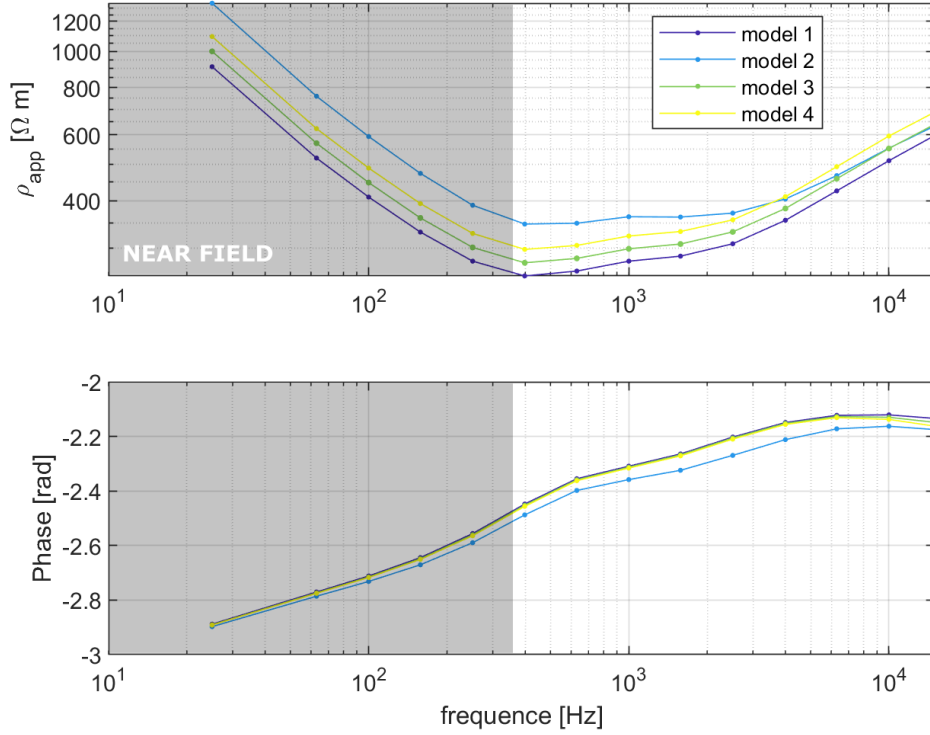 1200
1000
800
600
400
ρapp [Ω m]
model 1
model 2
model 3
model 4
NEAR FIELD
10^1
10^2
10^3
10^4
-2
-2.2
-2.4
-2.6
-2.8
-3
Phase [rad]
10^1
10^2
10^3
10^4
frequence [Hz]